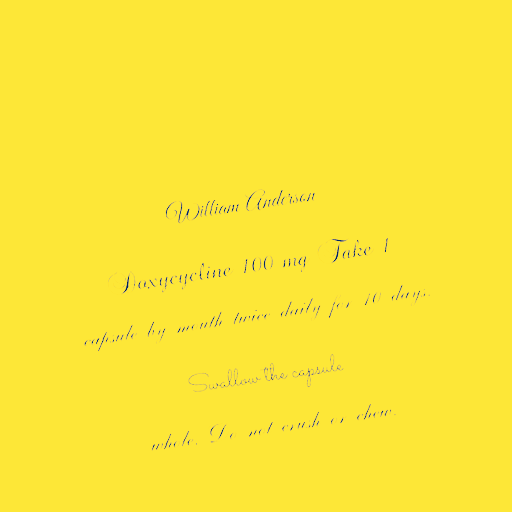 William Anderson
Doxycycline 100 mg Take 1
capsule by mouth twice daily for 10 days.
Swallow the capsule
whole. Do not crush or chew.